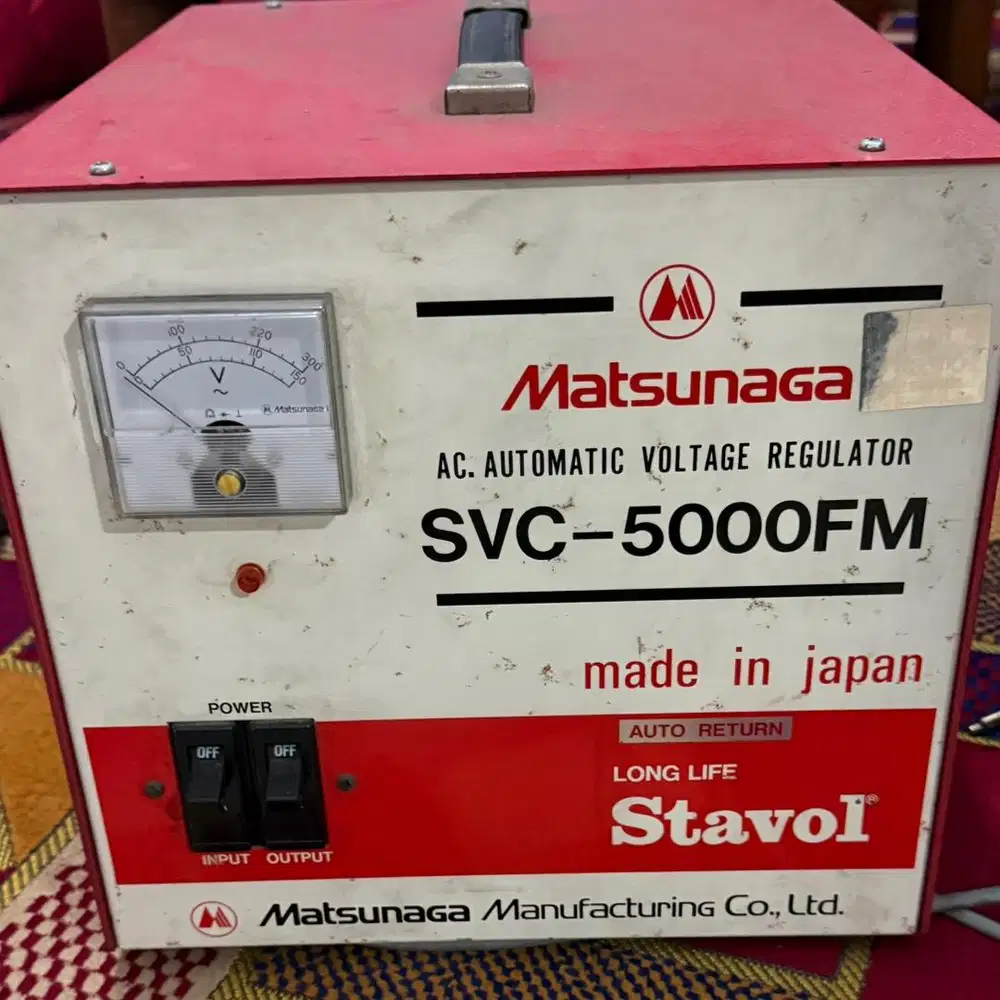 100 220
0 50 110 300
0 150
V
~
Matsunaga
Matsunaga
AC. AUTOMATIC VOLTAGE REGULATOR
SVC-5000FM
made in japan
POWER
AUTO RETURN
OFF OFF
LONG LIFE
Stavol®
INPUT OUTPUT
Matsunaga Manufacturing Co., Ltd.